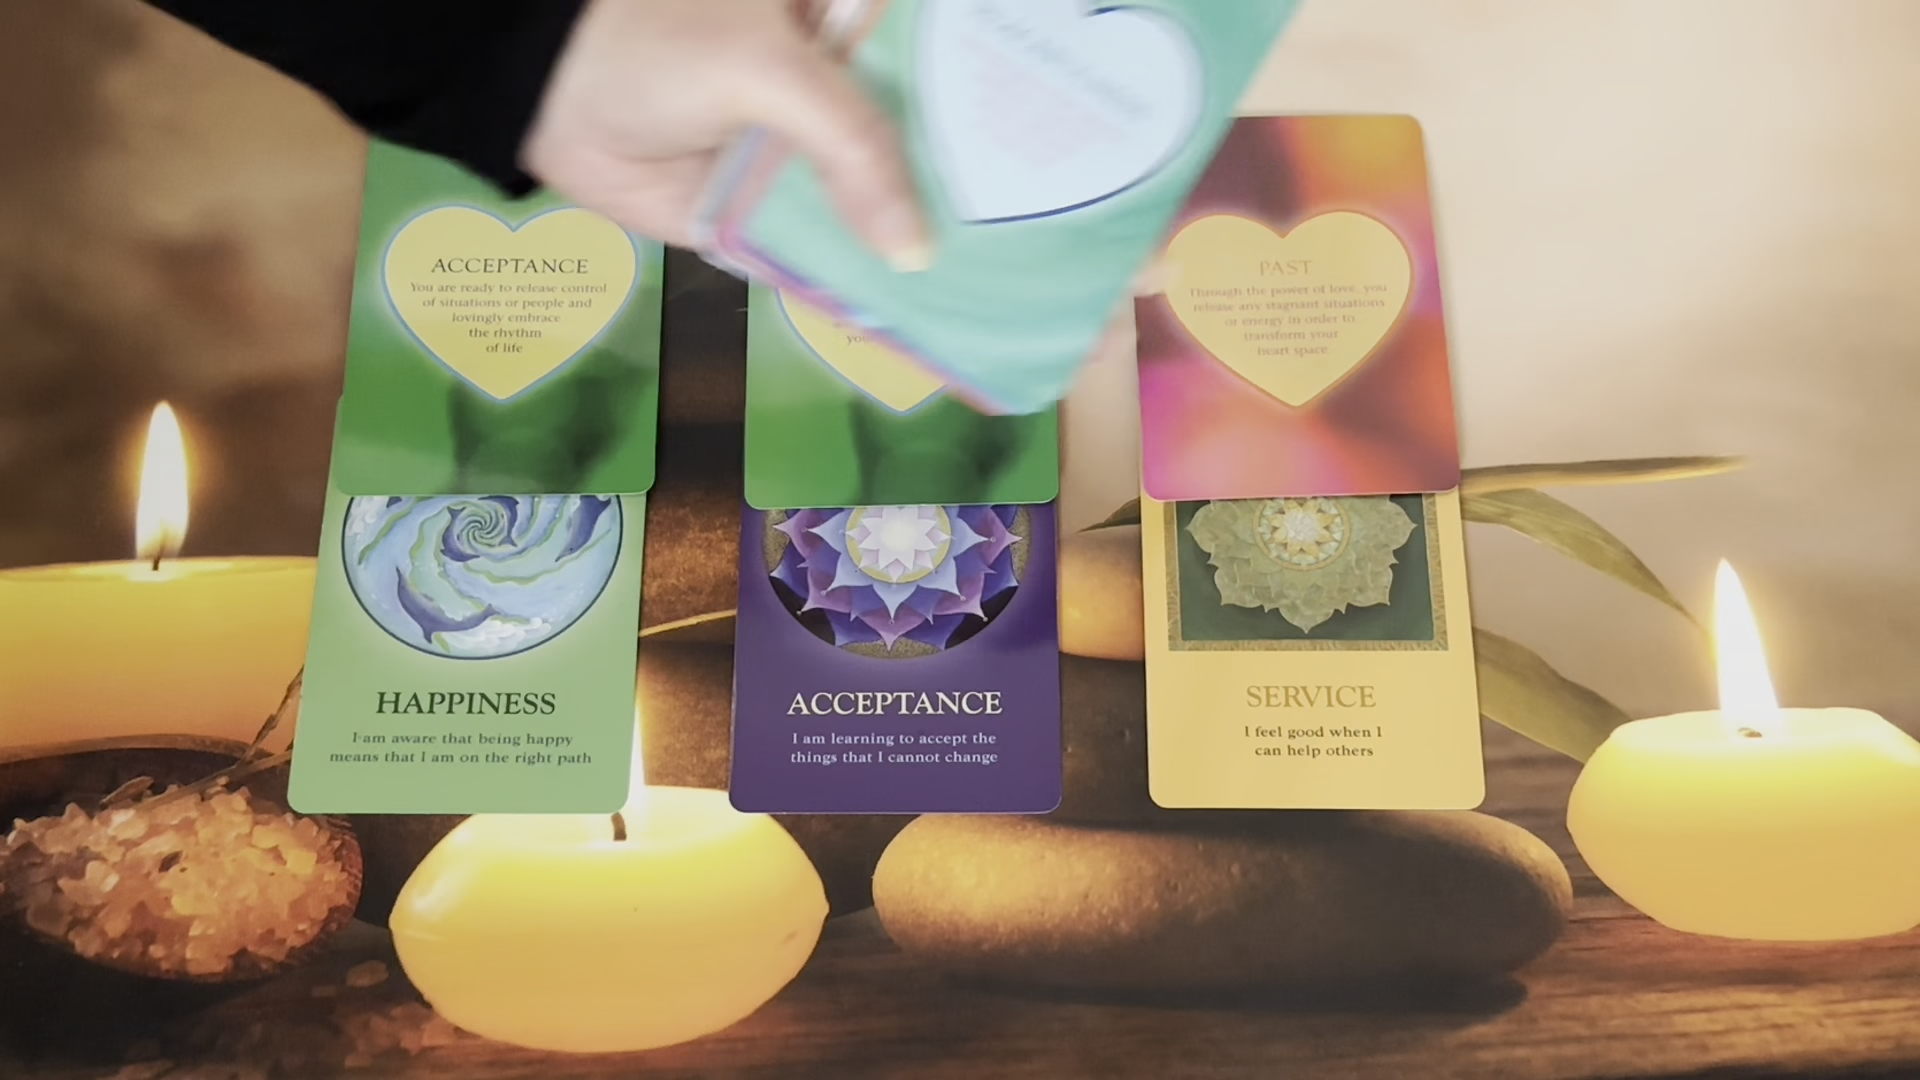 ACCEPTANCE
You are ready to release control
of situations or people and
lovingly embrace
the rhythm
of life
PAST
Through the power of love, you
release any stagnant situations
or energy in order to
transform your
heart space
HAPPINESS
I am aware that being happy
means that I am on the right path
ACCEPTANCE
I am learning to accept the
things that I cannot change
SERVICE
I feel good when I
can help others